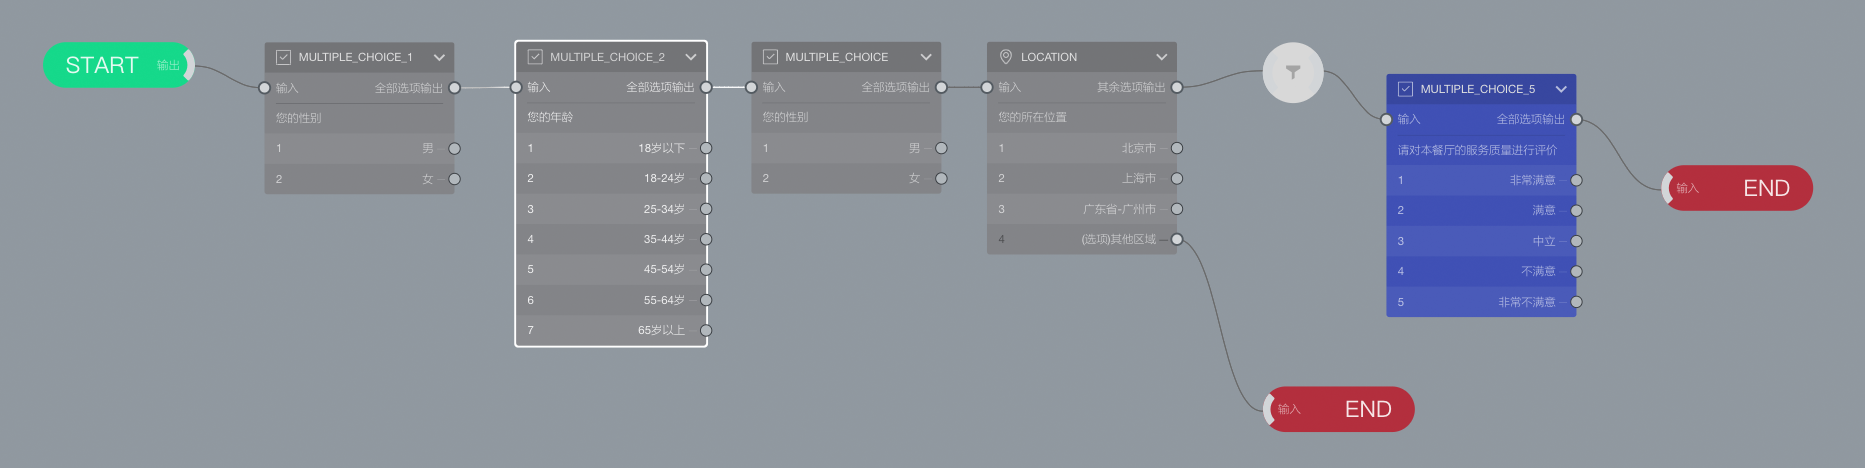 START 输出
MULTIPLE_CHOICE_1
输入 全部选项输出
您的性别
1 男
2 女
MULTIPLE_CHOICE_2
输入 全部选项输出
您的年龄
1 18岁以下
2 18-24岁
3 25-34岁
4 35-44岁
5 45-54岁
6 55-64岁
7 65岁以上
MULTIPLE_CHOICE
输入 全部选项输出
您的性别
1 男
2 女
LOCATION
输入 其余选项输出
您的所在位置
1 北京市
2 上海市
3 广东省-广州市
4 (选项)其他区域
MULTIPLE_CHOICE_5
输入 全部选项输出
请对本餐厅的服务质量进行评价
1 非常满意
2 满意
3 中立
4 不满意
5 非常不满意
输入 END
输入 END